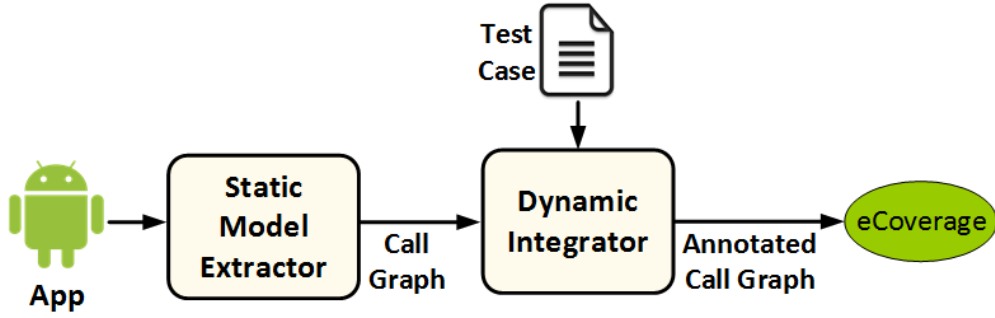 Test
Case
App
Static
Model
Extractor
Call
Graph
Dynamic
Integrator
Annotated
Call Graph
eCoverage